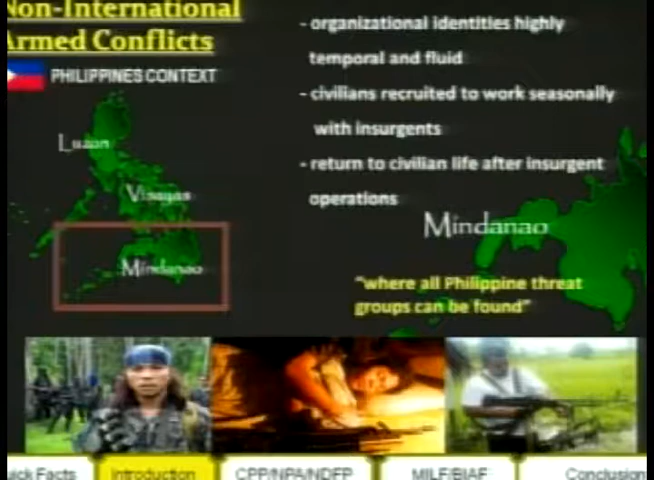 Non-International
Armed Conflicts
PHILIPPINES CONTEXT
- organizational identities highly
temporal and fluid
- civilians recruited to work seasonally
with insurgents
- return to civilian life after insurgent
operations
Luzon
Visayas
Mindanao
Mindanao
"where all Philippine threat
groups can be found"
uick Facts
Introduction
CPP/NPA/NDFP
MILF/BIAF
Conclusion